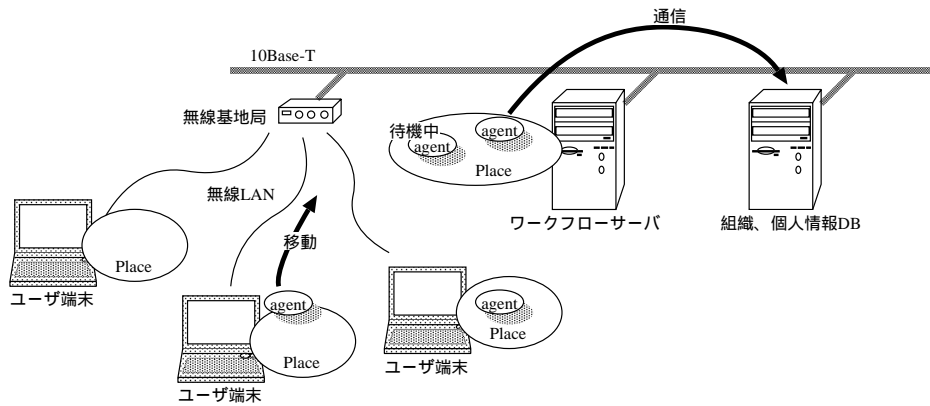 通信
10Base-T
無線基地局
待機中
agent
agent
Place
無線LAN
ワークフローサーバ
組織、個人情報DB
移動
Place
ユーザ端末
agent
Place
ユーザ端末
agent
Place
ユーザ端末